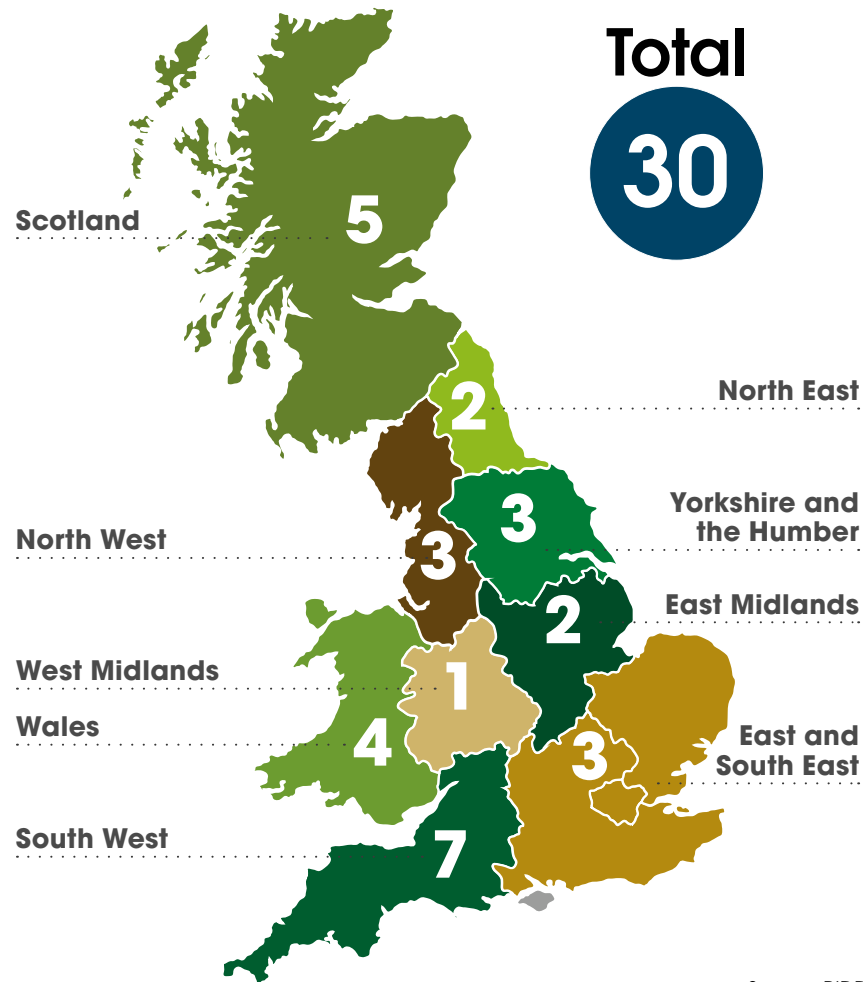 Total
30
Scotland
5
2
North East
3
Yorkshire and
the Humber
North West
3
2
East Midlands
West Midlands
1
Wales
4
3
East and
South East
South West
7